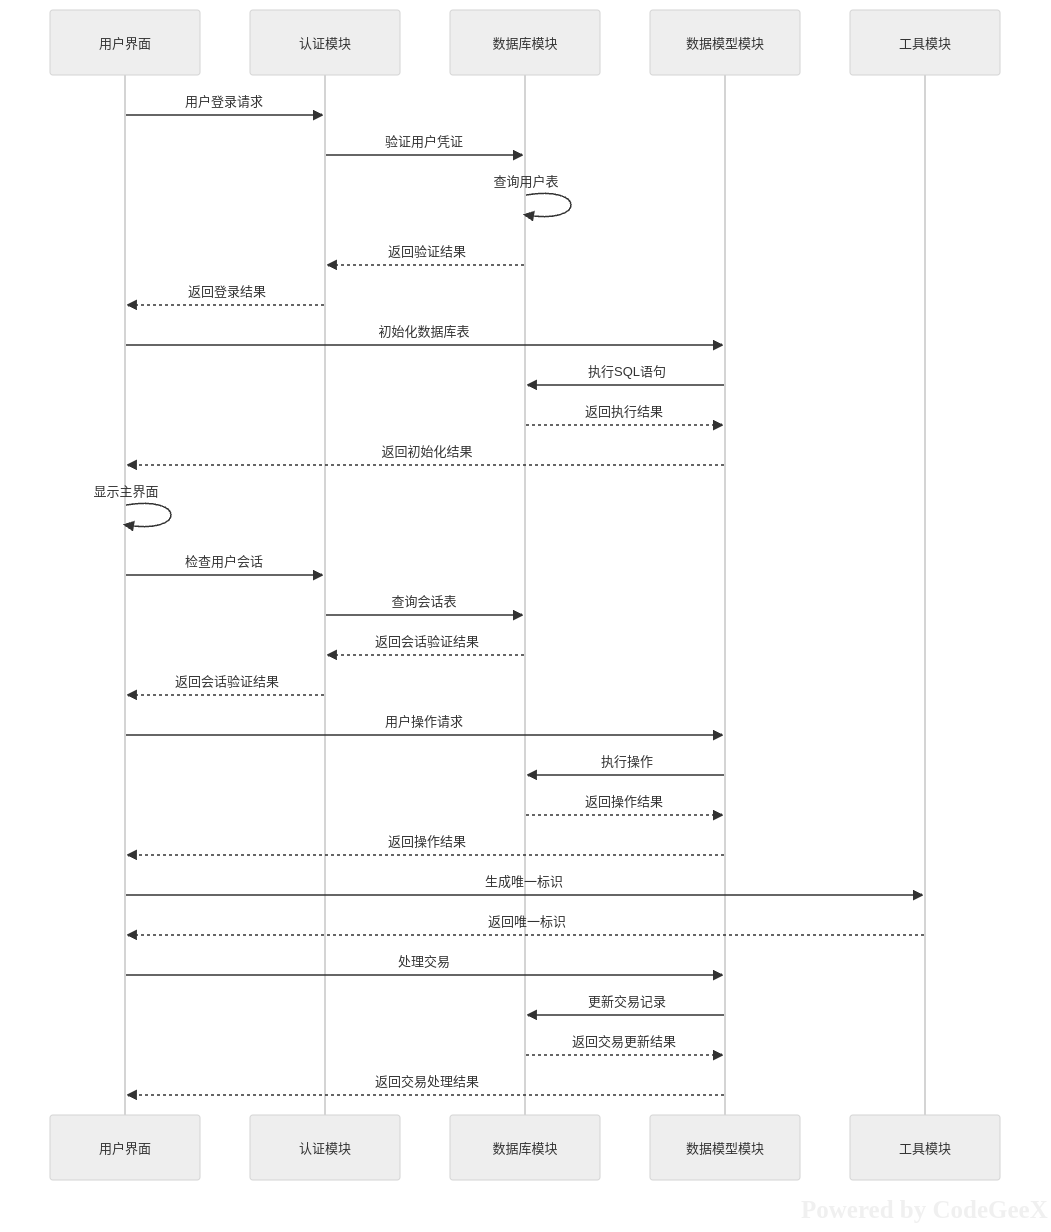 用户界面
认证模块
数据库模块
数据模型模块
工具模块
用户登录请求
验证用户凭证
查询用户表
返回验证结果
返回登录结果
初始化数据库表
执行SQL语句
返回执行结果
返回初始化结果
显示主界面
检查用户会话
查询会话表
返回会话验证结果
返回会话验证结果
用户操作请求
执行操作
返回操作结果
返回操作结果
生成唯一标识
返回唯一标识
处理交易
更新交易记录
返回交易更新结果
返回交易处理结果
用户界面
认证模块
数据库模块
数据模型模块
工具模块
Powered by CodeGeeX